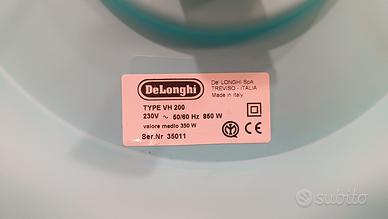 DeLonghi
De' LONGHI SpA
TREVISO - ITALIA
Made in Italy
TYPE VH 200
230V ~ 50/60 Hz 850 W
valore medio 350 W
Ser.Nr 35011
CE
subito